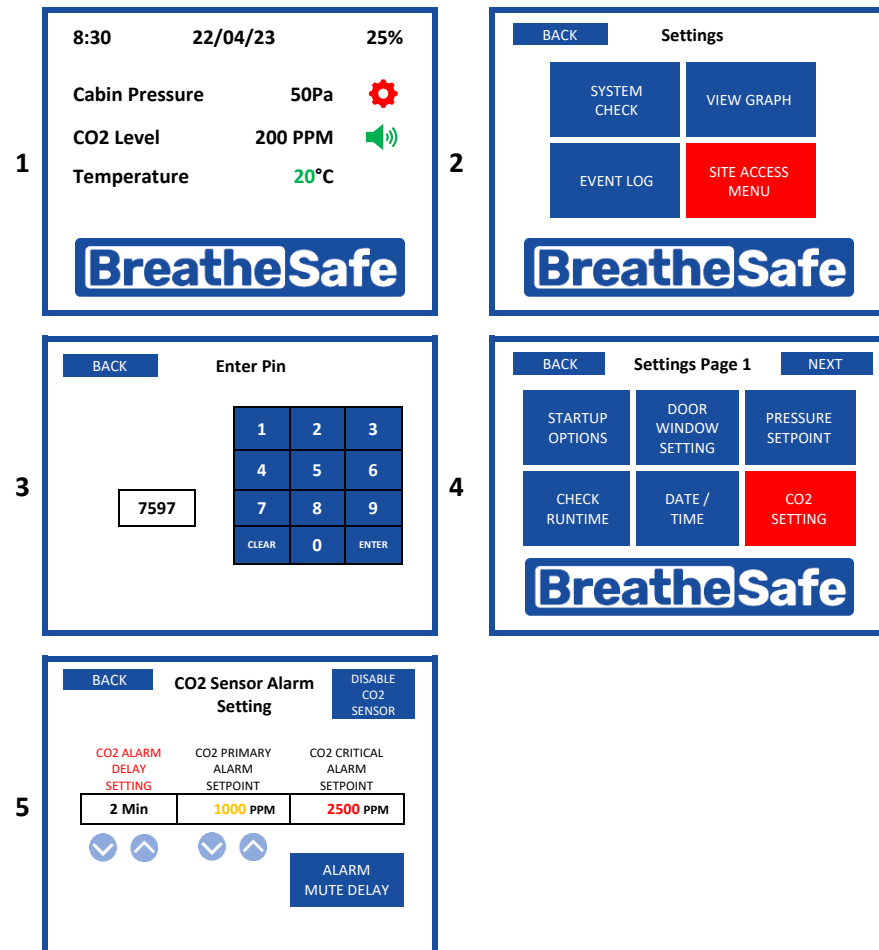 1
8:30 22/04/23 25%
Cabin Pressure 50Pa
CO2 Level 200 PPM
Temperature 20°C
BreatheSafe
2
BACK Settings
SYSTEM
CHECK
VIEW GRAPH
EVENT LOG
SITE ACCESS
MENU
BreatheSafe
3
BACK Enter Pin
7597
1 2 3
4 5 6
7 8 9
CLEAR 0 ENTER
4
BACK Settings Page 1 NEXT
STARTUP
OPTIONS
DOOR
WINDOW
SETTING
PRESSURE
SETPOINT
CHECK
RUNTIME
DATE /
TIME
CO2
SETTING
BreatheSafe
5
BACK
CO2 Sensor Alarm
Setting
DISABLE
CO2
SENSOR
CO2 ALARM
DELAY
SETTING
CO2 PRIMARY
ALARM
SETPOINT
CO2 CRITICAL
ALARM
SETPOINT
2 Min 1000 PPM 2500 PPM
ALARM
MUTE DELAY